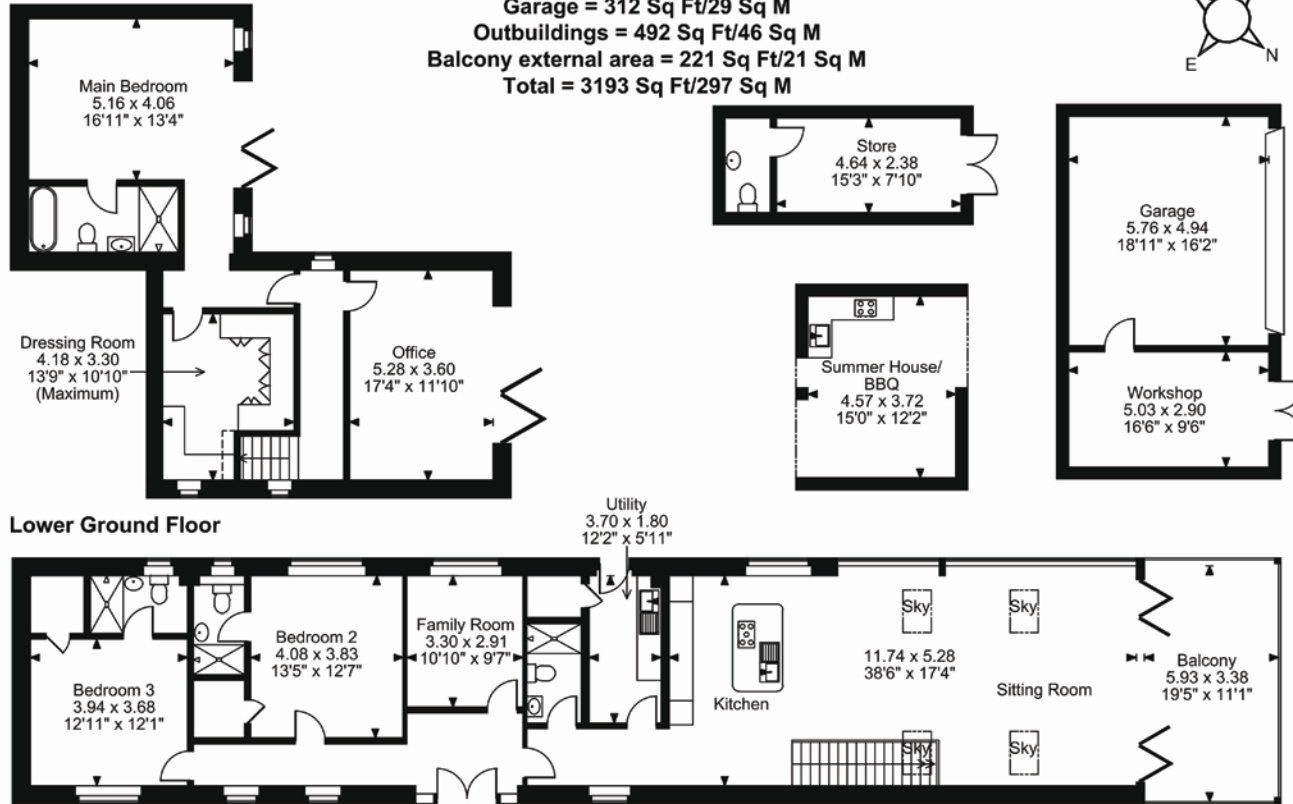 Garage = 312 Sq Ft/29 Sq M
Outbuildings = 492 Sq Ft/46 Sq M
Balcony external area = 221 Sq Ft/21 Sq M
Total = 3193 Sq Ft/297 Sq M
E
N
Main Bedroom
5.16 x 4.06
16'11" x 13'4"
Store
4.64 x 2.38
15'3" x 7'10"
Garage
5.76 x 4.94
18'11" x 16'2"
Dressing Room
4.18 x 3.30
13'9" x 10'10"
(Maximum)
Office
5.28 x 3.60
17'4" x 11'10"
Summer House/
BBQ
4.57 x 3.72
15'0" x 12'2"
Workshop
5.03 x 2.90
16'6" x 9'6"
Lower Ground Floor
Utility
3.70 x 1.80
12'2" x 5'11"
Bedroom 3
3.94 x 3.68
12'11" x 12'1"
Bedroom 2
4.08 x 3.83
13'5" x 12'7"
Family Room
3.30 x 2.91
10'10" x 9'7"
Kitchen
11.74 x 5.28
38'6" x 17'4"
Sitting Room
Sky
Sky
Sky
Sky
Balcony
5.93 x 3.38
19'5" x 11'1"